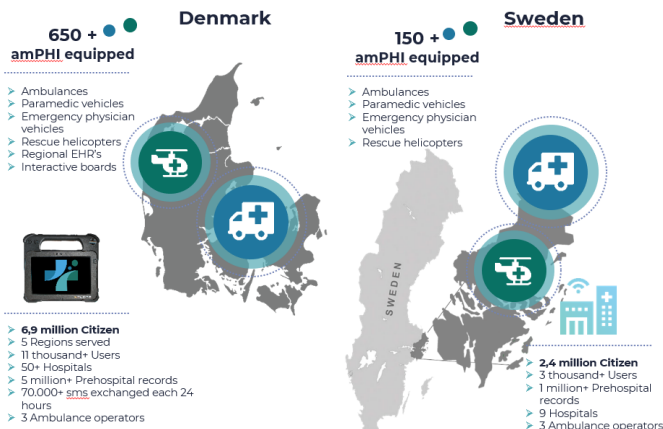 Denmark
650 +
amPHI equipped
Ambulances
Paramedic vehicles
Emergency physician
vehicles
Rescue helicopters
Regional EHR's
Interactive boards
6,9 million Citizen
5 Regions served
11 thousand+ Users
50+ Hospitals
5 million+ Prehospital records
70.000+ sms exchanged each 24
hours
3 Ambulance operators
Sweden
150 +
amPHI equipped
Ambulances
Paramedic vehicles
Emergency physician
vehicles
Rescue helicopters
SWEDEN
2,4 million Citizen
3 thousand+ Users
1 million+ Prehospital
records
9 Hospitals
3 Ambulance operators